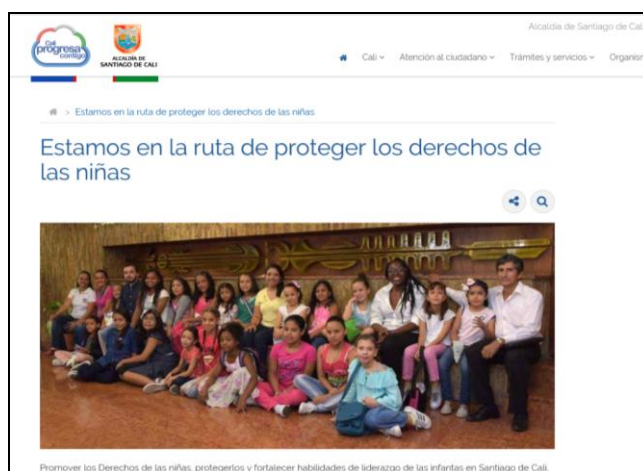 Alcaldía de Santiago de Cal
Cali
progresa
contigo
ALCALDÍA DE
SANTIAGO DE CALI
Cali
Atención al ciudadano
Trámites y servicios
Organism
> Estamos en la ruta de proteger los derechos de las niñas
Estamos en la ruta de proteger los derechos de
las niñas
Promover los Derechos de las niñas, protegerlos y fortalecer habilidades de liderazgo de las infantas en Santiago de Cali,